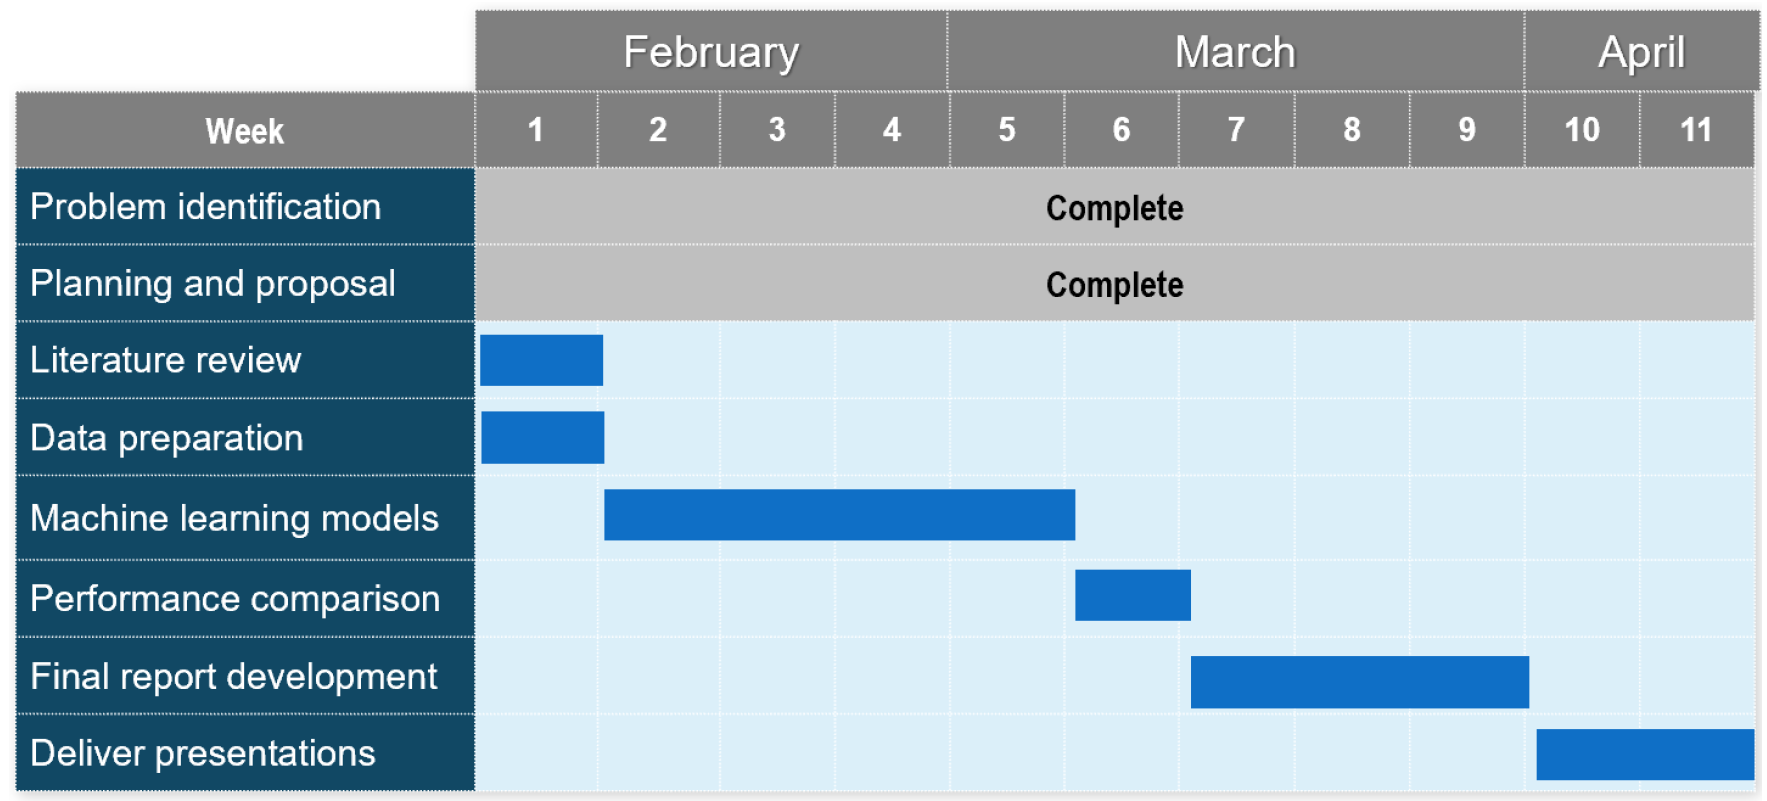 February March April
Week 1 2 3 4 5 6 7 8 9 10 11
Problem identification Complete
Planning and proposal Complete
Literature review
Data preparation
Machine learning models
Performance comparison
Final report development
Deliver presentations